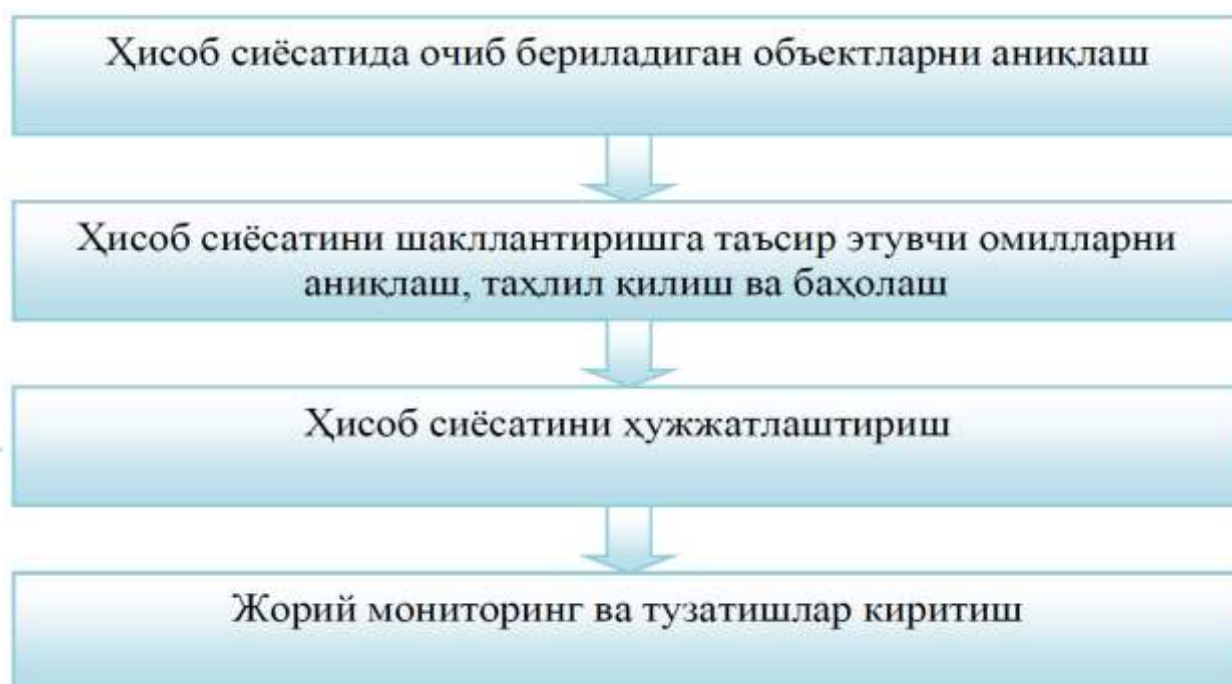 Ҳисоб сиёсатида очиб бериладиган объектларни аниқлаш
Ҳисоб сиёсатини шакллантиришга таъсир этувчи омилларни
аниқлаш, таҳлил қилиш ва баҳолаш
Ҳисоб сиёсатини ҳужжатлаштириш
Жорий мониторинг ва тузатишлар киритиш